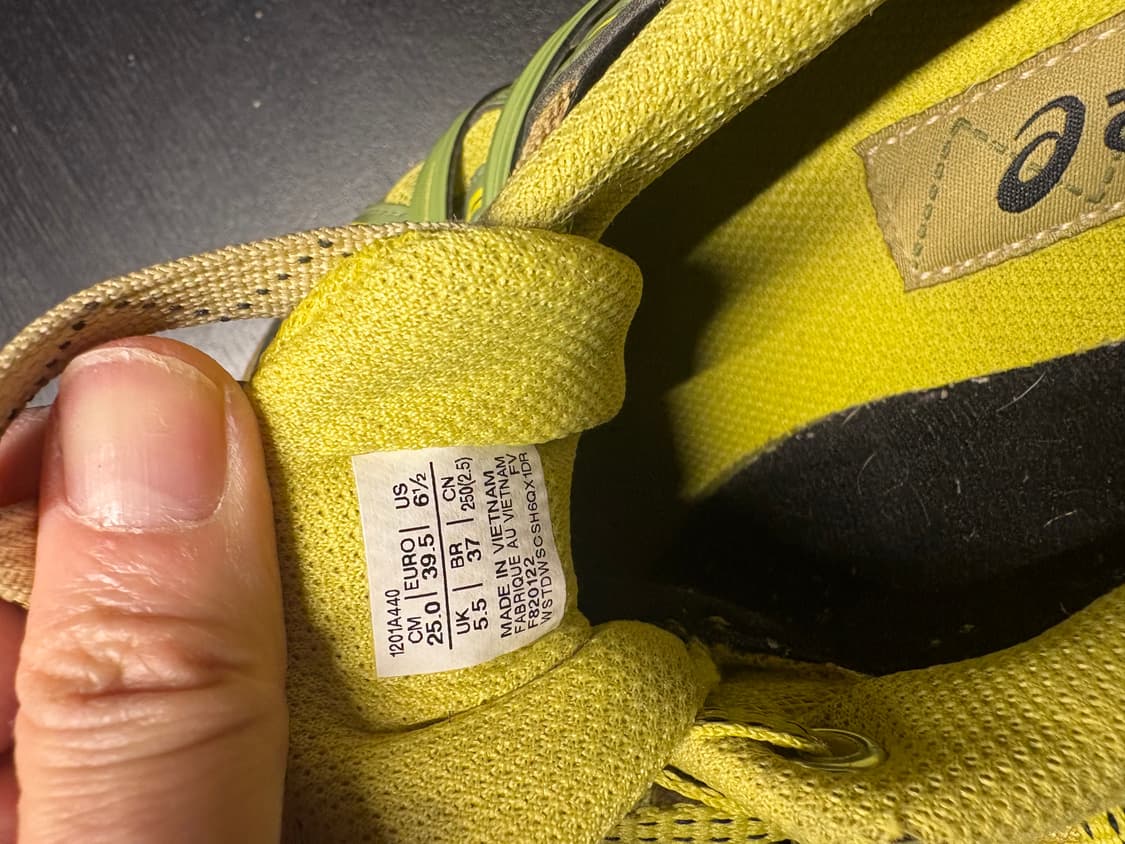 1201A440
CM | EURO | US
25.0 | 39.5 | 6½
UK | BR | CN
5.5 | 37 | 250(2.5)
MADE IN VIETNAM
FABRIQUE AU VIETNAM
F820122 FV
WSTDWSCSH6QX1DR
a